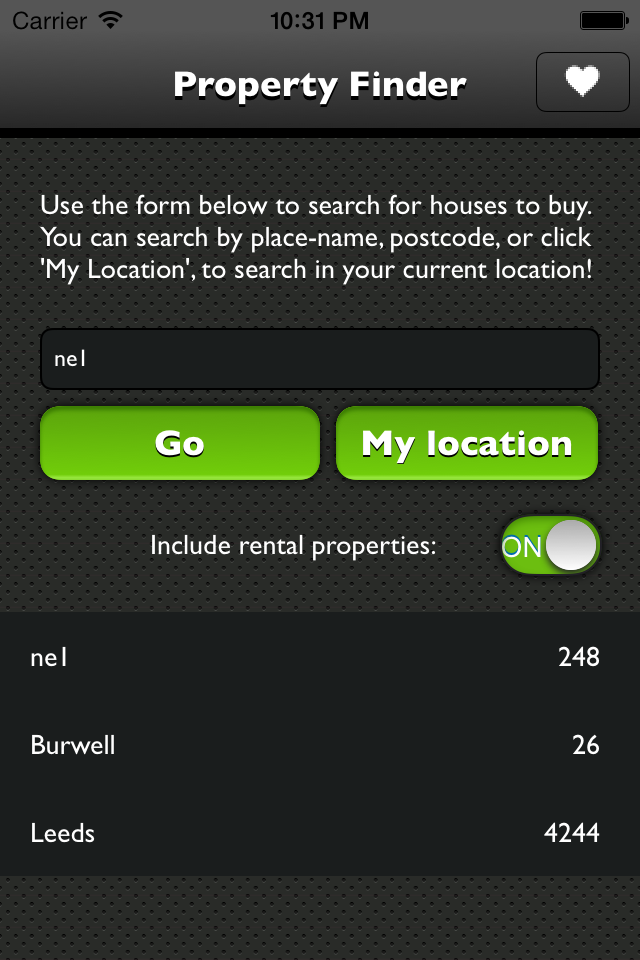 Carrier 10:31 PM
Property Finder
Use the form below to search for houses to buy.
You can search by place-name, postcode, or click
'My Location', to search in your current location!
ne1
Go My location
Include rental properties: ON
ne1 248
Burwell 26
Leeds 4244